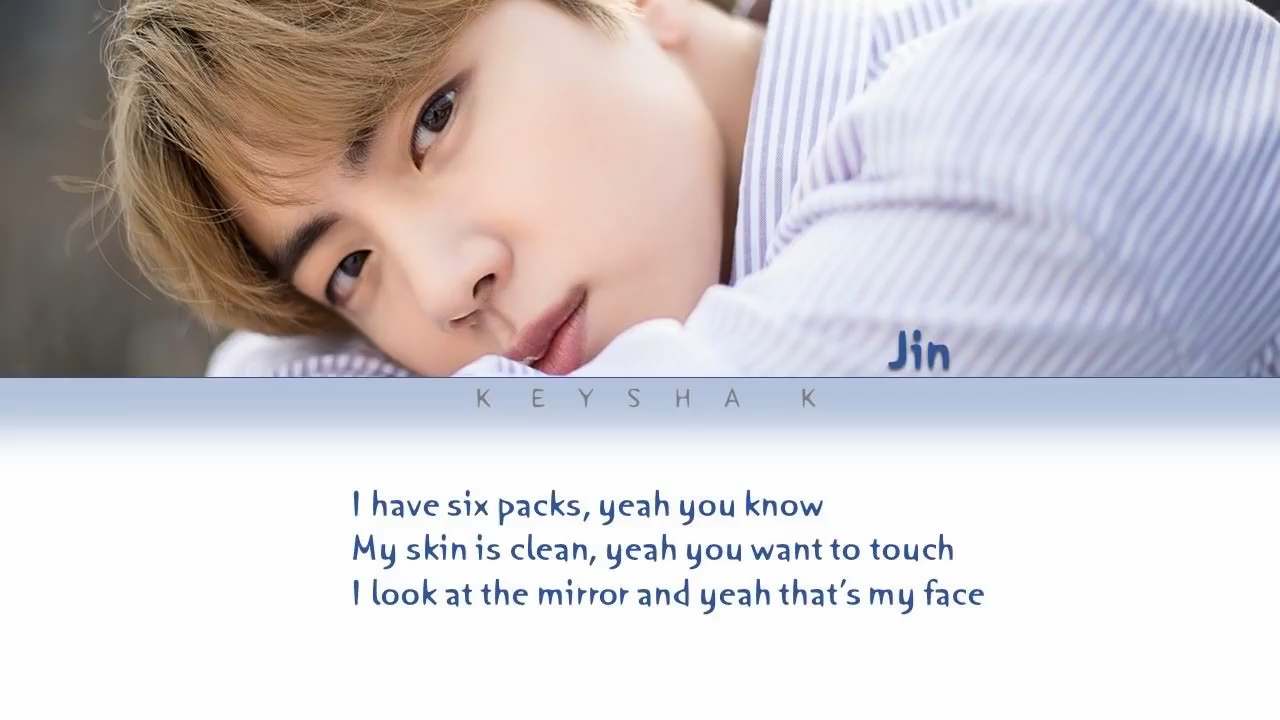 Jin
K E Y S H A K
I have six packs, yeah you know
My skin is clean, yeah you want to touch
I look at the mirror and yeah that's my face